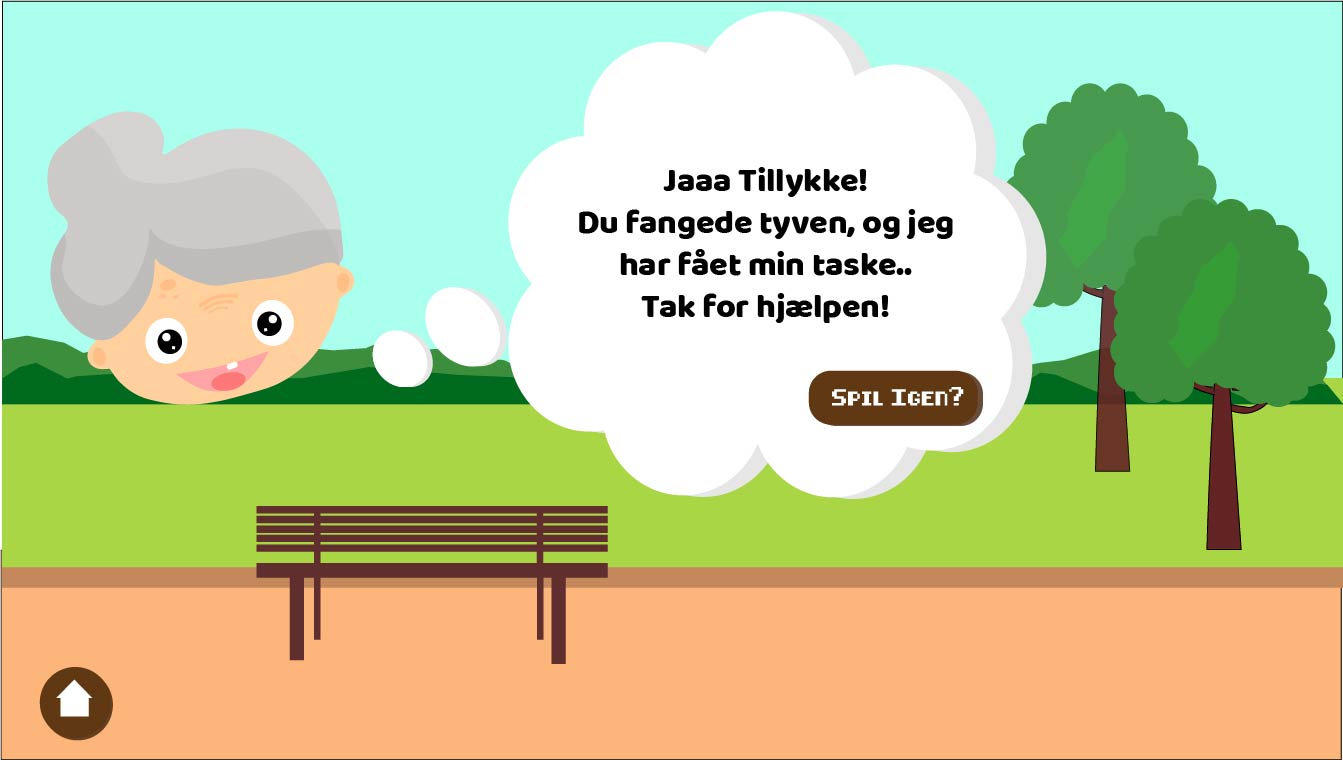 Jaaa Tillykke!
Du fangede tyven, og jeg
har fået min taske..
Tak for hjælpen!
Spil Igen?